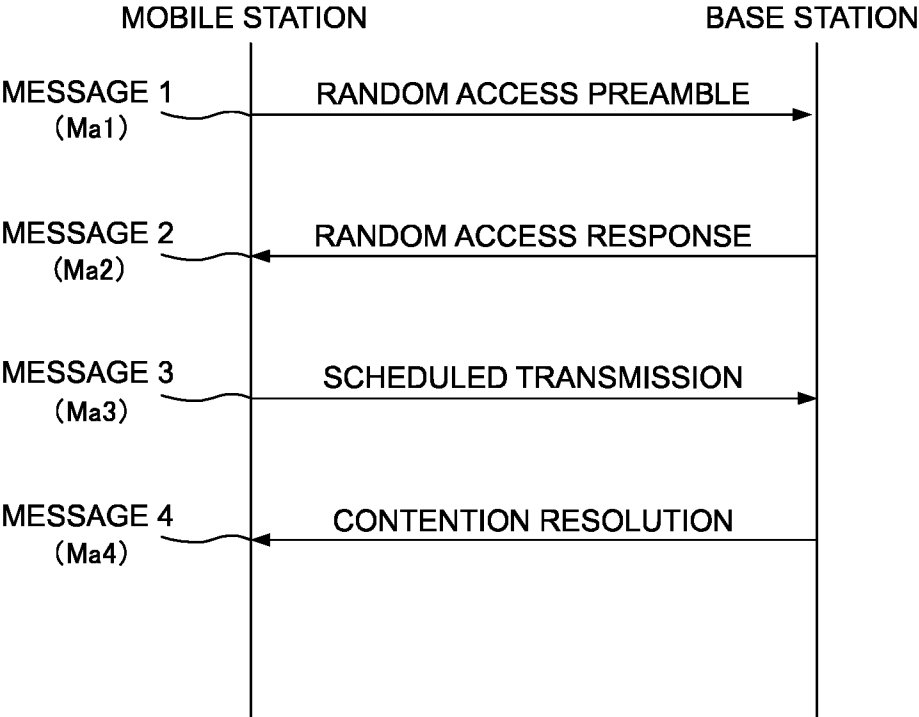 MOBILE STATION
BASE STATION
MESSAGE 1
(Ma1)
RANDOM ACCESS PREAMBLE
MESSAGE 2
(Ma2)
RANDOM ACCESS RESPONSE
MESSAGE 3
(Ma3)
SCHEDULED TRANSMISSION
MESSAGE 4
(Ma4)
CONTENTION RESOLUTION